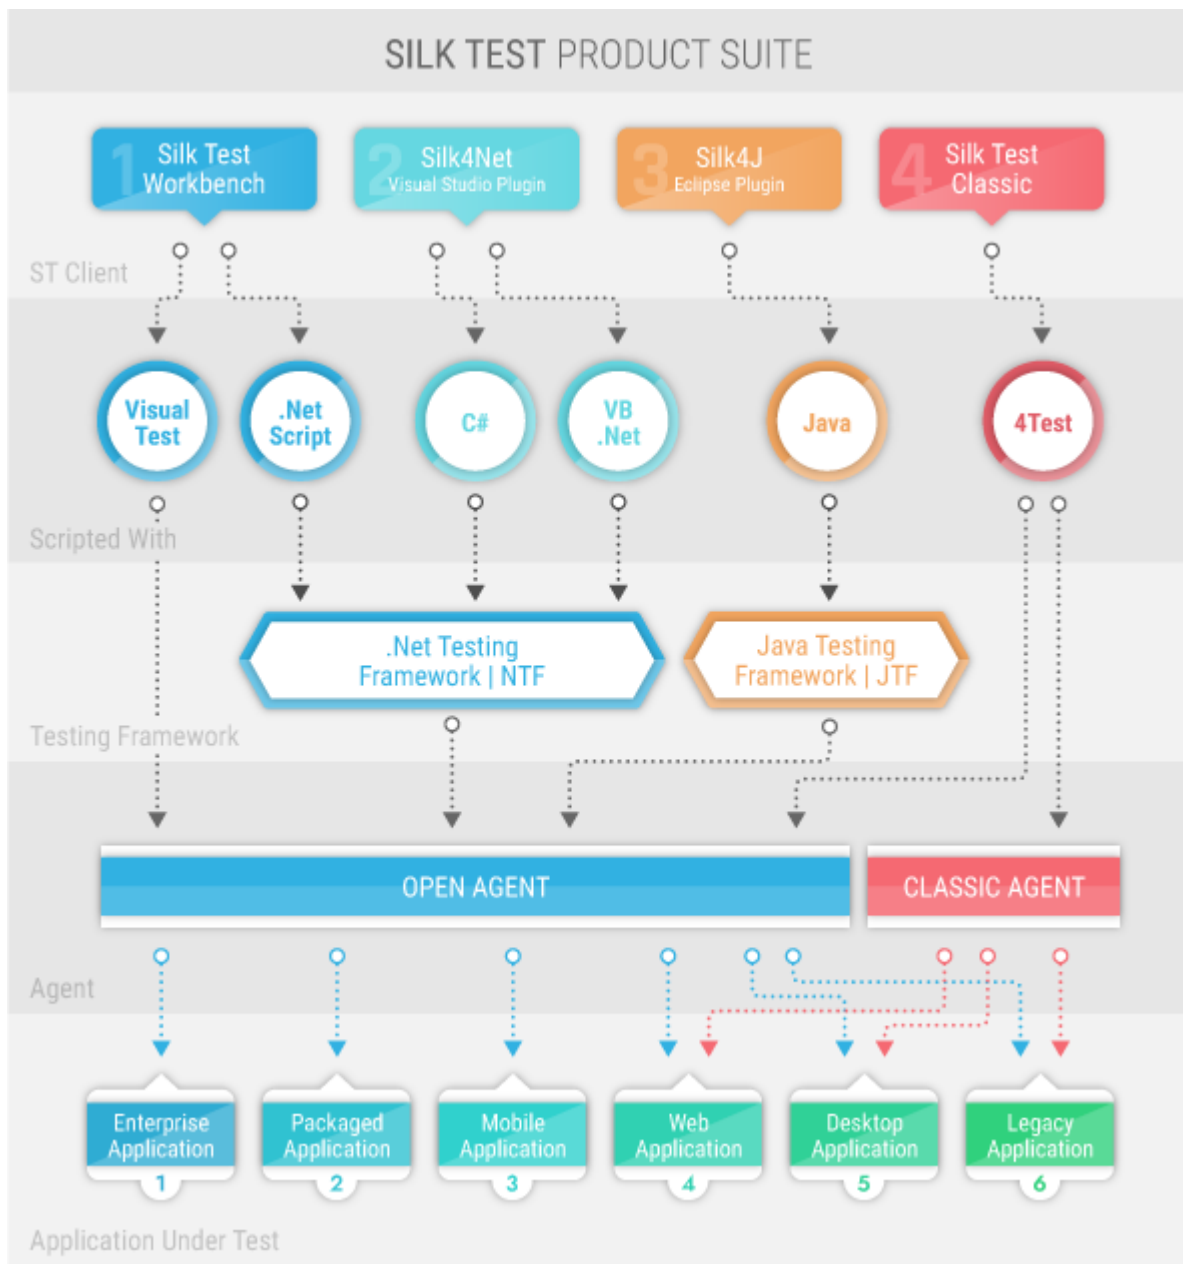 SILK TEST PRODUCT SUITE
1
Silk Test
Workbench
2
Silk4Net
Visual Studio Plugin
3
Silk4J
Eclipse Plugin
4
Silk Test
Classic
ST Client
Visual
Test
.Net
Script
C#
VB
.Net
Java
4Test
Scripted With
.Net Testing
Framework | NTF
Java Testing
Framework | JTF
Testing Framework
OPEN AGENT
CLASSIC AGENT
Agent
Enterprise
Application
1
Packaged
Application
2
Mobile
Application
3
Web
Application
4
Desktop
Application
5
Legacy
Application
6
Application Under Test